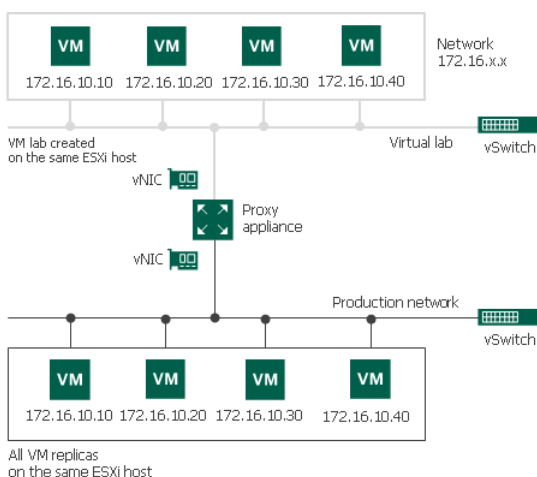 VM VM VM VM
172.16.10.10 172.16.10.20 172.16.10.30 172.16.10.40
Network
172.16.x.x
VM lab created
on the same ESXi host
Virtual lab
vSwitch
vNIC
Proxy
appliance
vNIC
Production network
vSwitch
VM VM VM VM
172.16.10.10 172.16.10.20 172.16.10.30 172.16.10.40
All VM replicas
on the same ESXi host